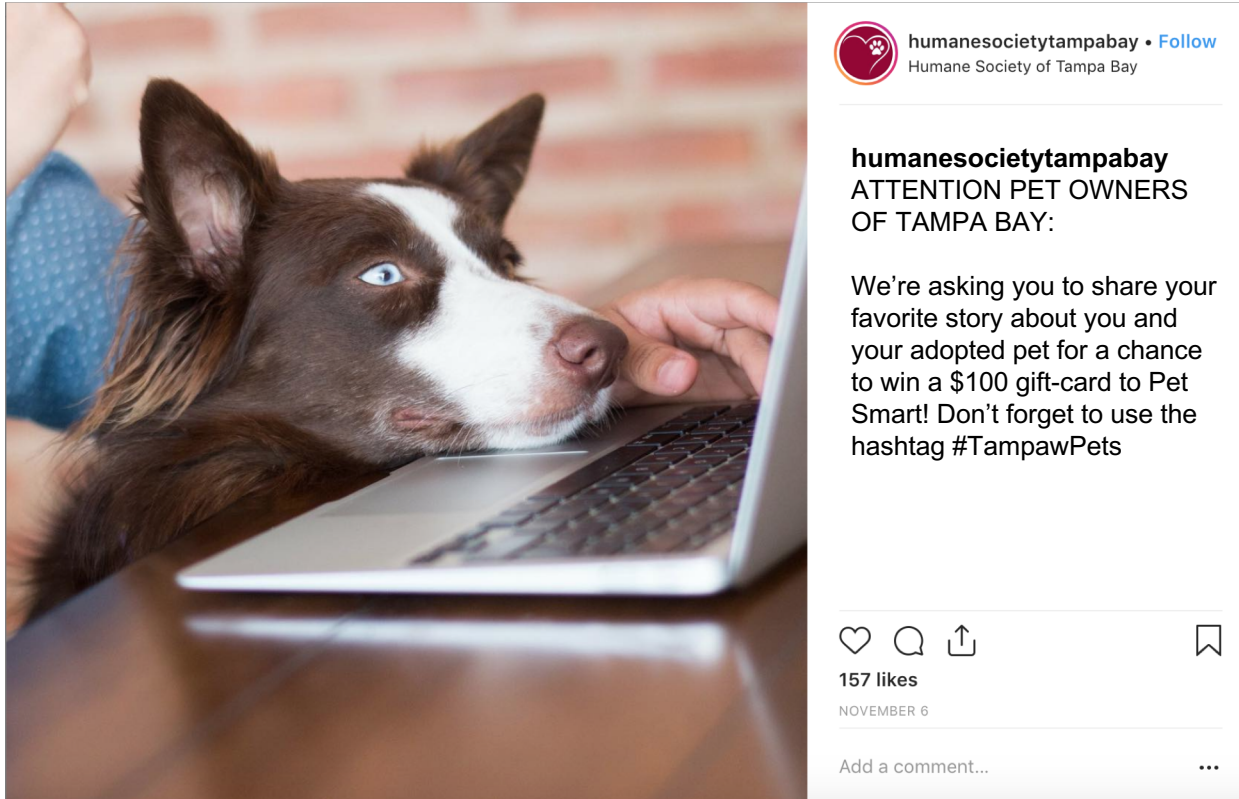 humanesocietytampabay • Follow
Humane Society of Tampa Bay
humanesocietytampabay
ATTENTION PET OWNERS
OF TAMPA BAY:
We’re asking you to share your
favorite story about you and
your adopted pet for a chance
to win a $100 gift-card to Pet
Smart! Don’t forget to use the
hashtag #TampawPets
157 likes
NOVEMBER 6
Add a comment...